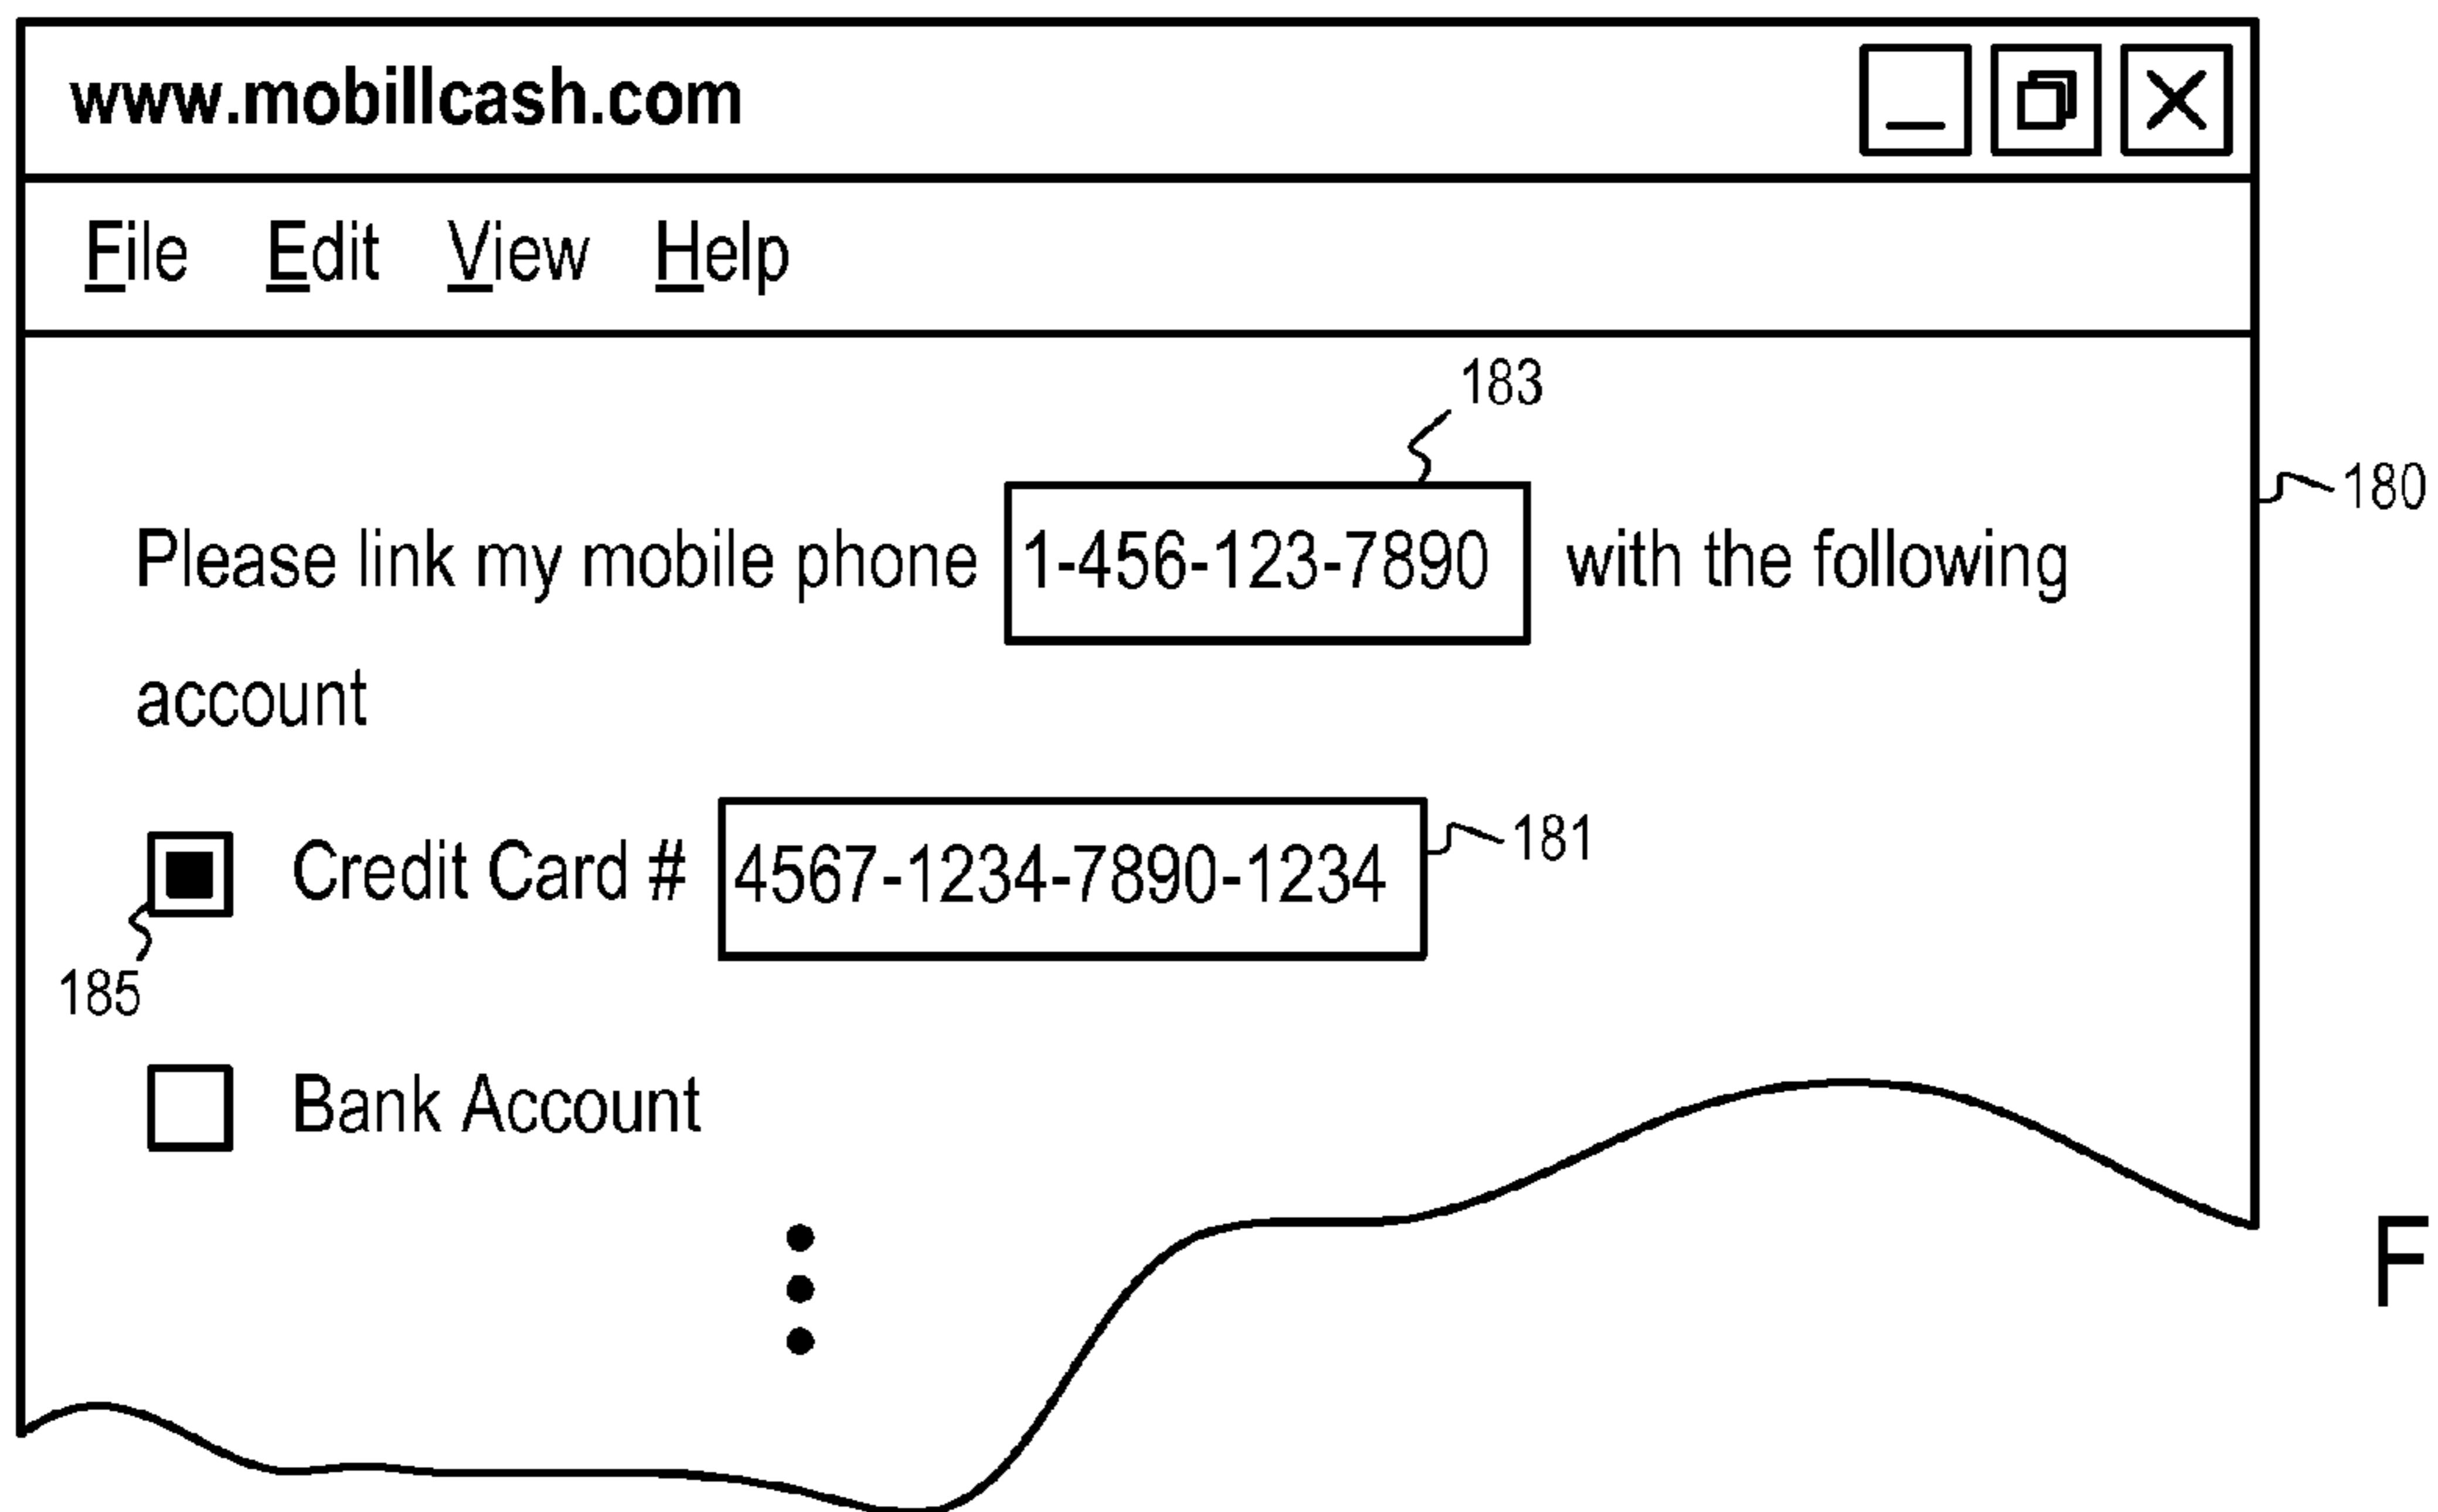 www.mobillcash.com
File Edit View Help
183
180
Please link my mobile phone 1-456-123-7890 with the following
account
Credit Card # 4567-1234-7890-1234
181
185
Bank Account
F